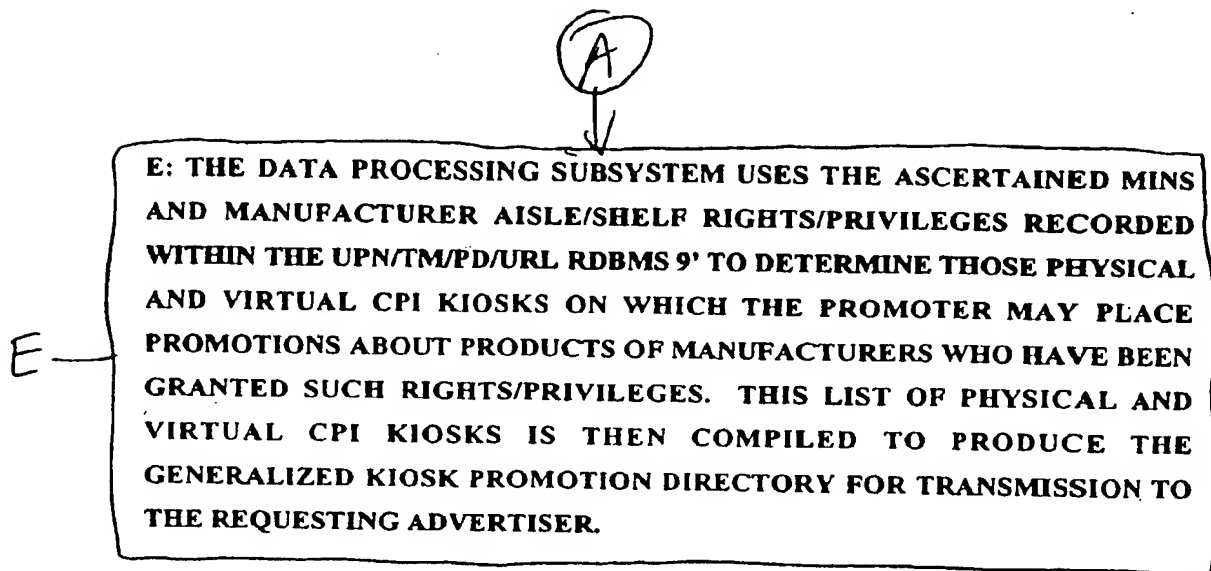 A
E: THE DATA PROCESSING SUBSYSTEM USES THE ASCERTAINED MINS
AND MANUFACTURER AISLE/SHELF RIGHTS/PRIVILEGES RECORDED
WITHIN THE UPN/TM/PD/URL RDBMS 9' TO DETERMINE THOSE PHYSICAL
AND VIRTUAL CPI KIOSKS ON WHICH THE PROMOTER MAY PLACE
E
PROMOTIONS ABOUT PRODUCTS OF MANUFACTURERS WHO HAVE BEEN
GRANTED SUCH RIGHTS/PRIVILEGES. THIS LIST OF PHYSICAL AND
VIRTUAL CPI KIOSKS IS THEN COMPILED TO PRODUCE THE
GENERALIZED KIOSK PROMOTION DIRECTORY FOR TRANSMISSION TO
THE REQUESTING ADVERTISER.